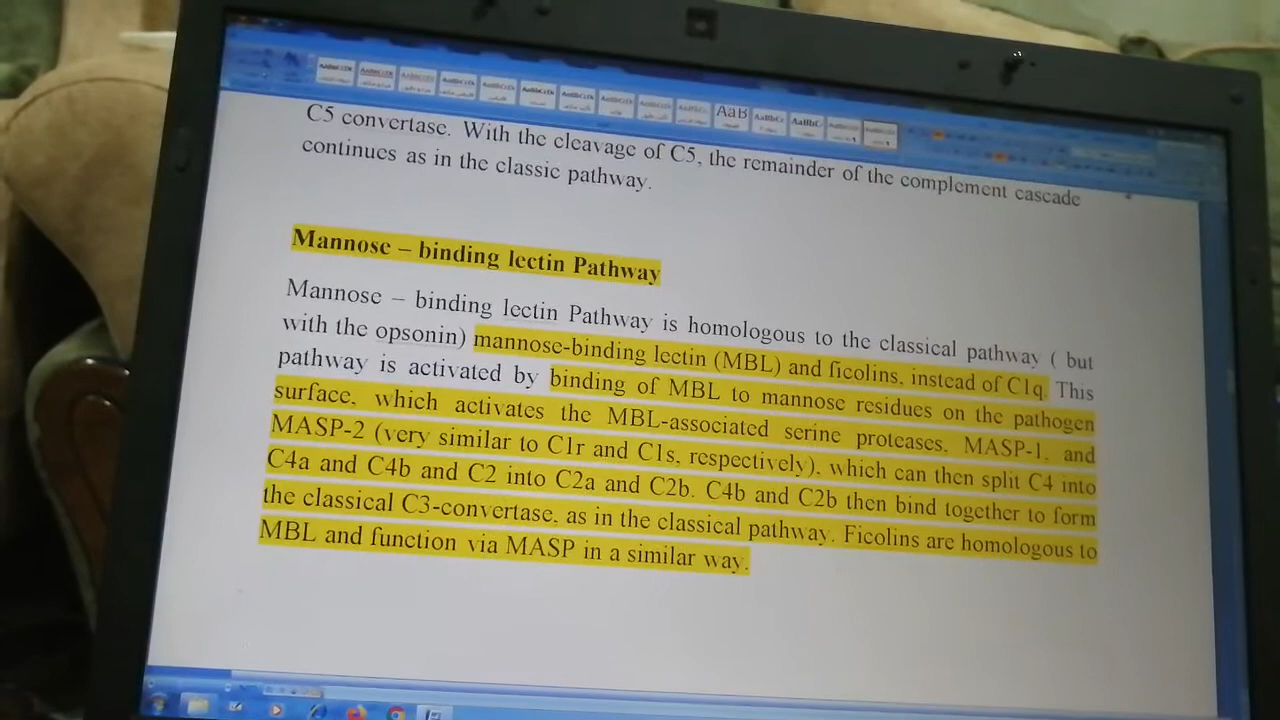 C5 convertase. With the cleavage of C5, the remainder of the complement cascade
continues as in the classic pathway.
Mannose – binding lectin Pathway
Mannose – binding lectin Pathway is homologous to the classical pathway ( but
with the opsonin) mannose-binding lectin (MBL) and ficolins, instead of C1q. This
pathway is activated by binding of MBL to mannose residues on the pathogen
surface, which activates the MBL-associated serine proteases, MASP-1, and
MASP-2 (very similar to C1r and C1s, respectively), which can then split C4 into
C4a and C4b and C2 into C2a and C2b. C4b and C2b then bind together to form
the classical C3-convertase, as in the classical pathway. Ficolins are homologous to
MBL and function via MASP in a similar way.